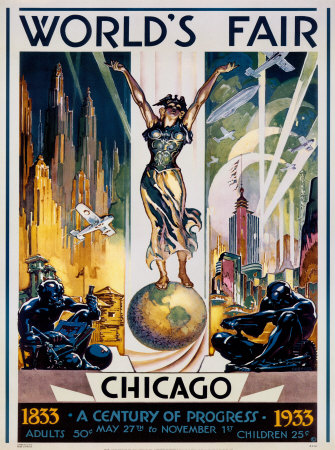 WORLD'S FAIR
CHICAGO
1833 · A CENTURY OF PROGRESS · 1933
ADULTS 50¢ MAY 27TH to NOVEMBER 1ST CHILDREN 25¢